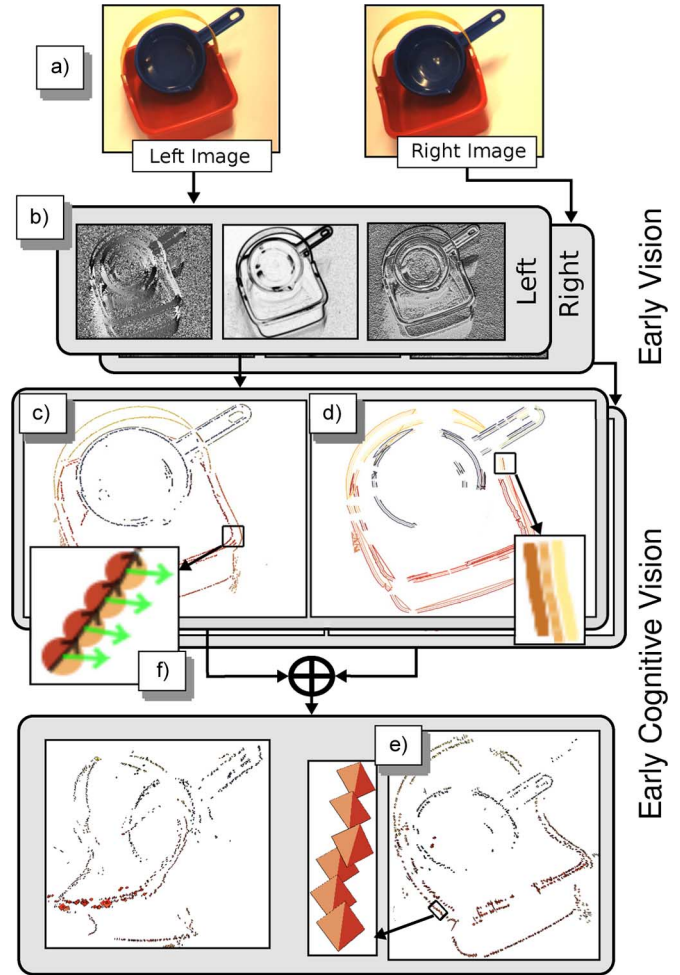 a)
Left Image
Right Image
b)
Left
Right
Early Vision
c)
d)
f)
Early Cognitive Vision
e)